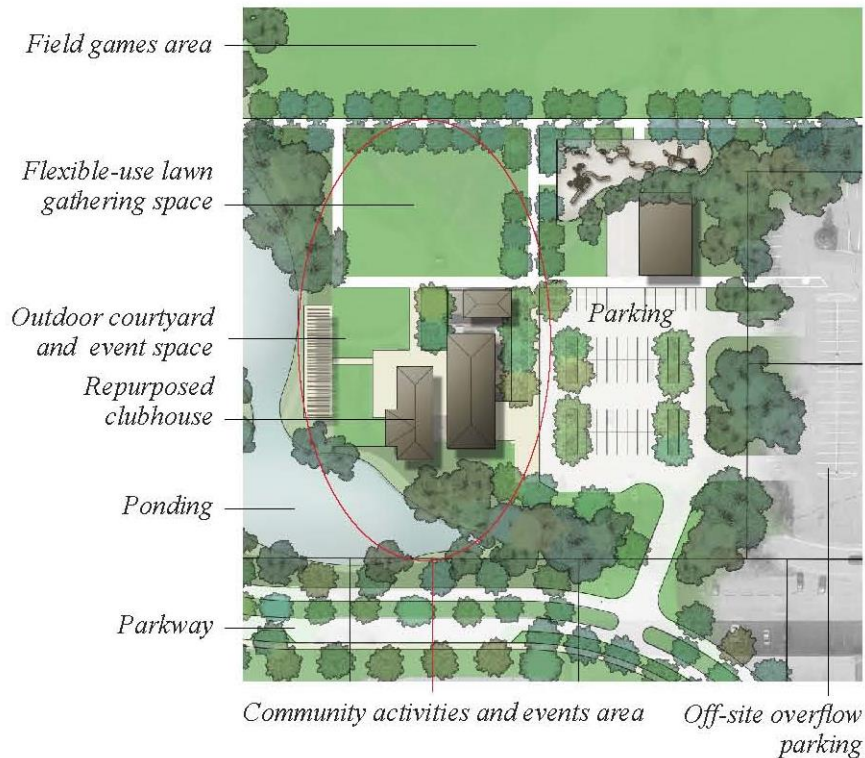 Field games area
Flexible-use lawn
gathering space
Outdoor courtyard
and event space
Parking
Repurposed
clubhouse
Ponding
Parkway
Community activities and events area
Off-site overflow
parking